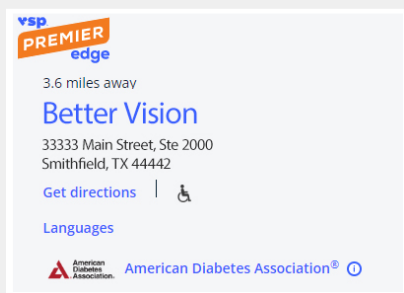 vsp
PREMIER
edge
3.6 miles away
Better Vision
33333 Main Street, Ste 2000
Smithfield, TX 44442
Get directions
Languages
American
Diabetes
Association.
American Diabetes Association®